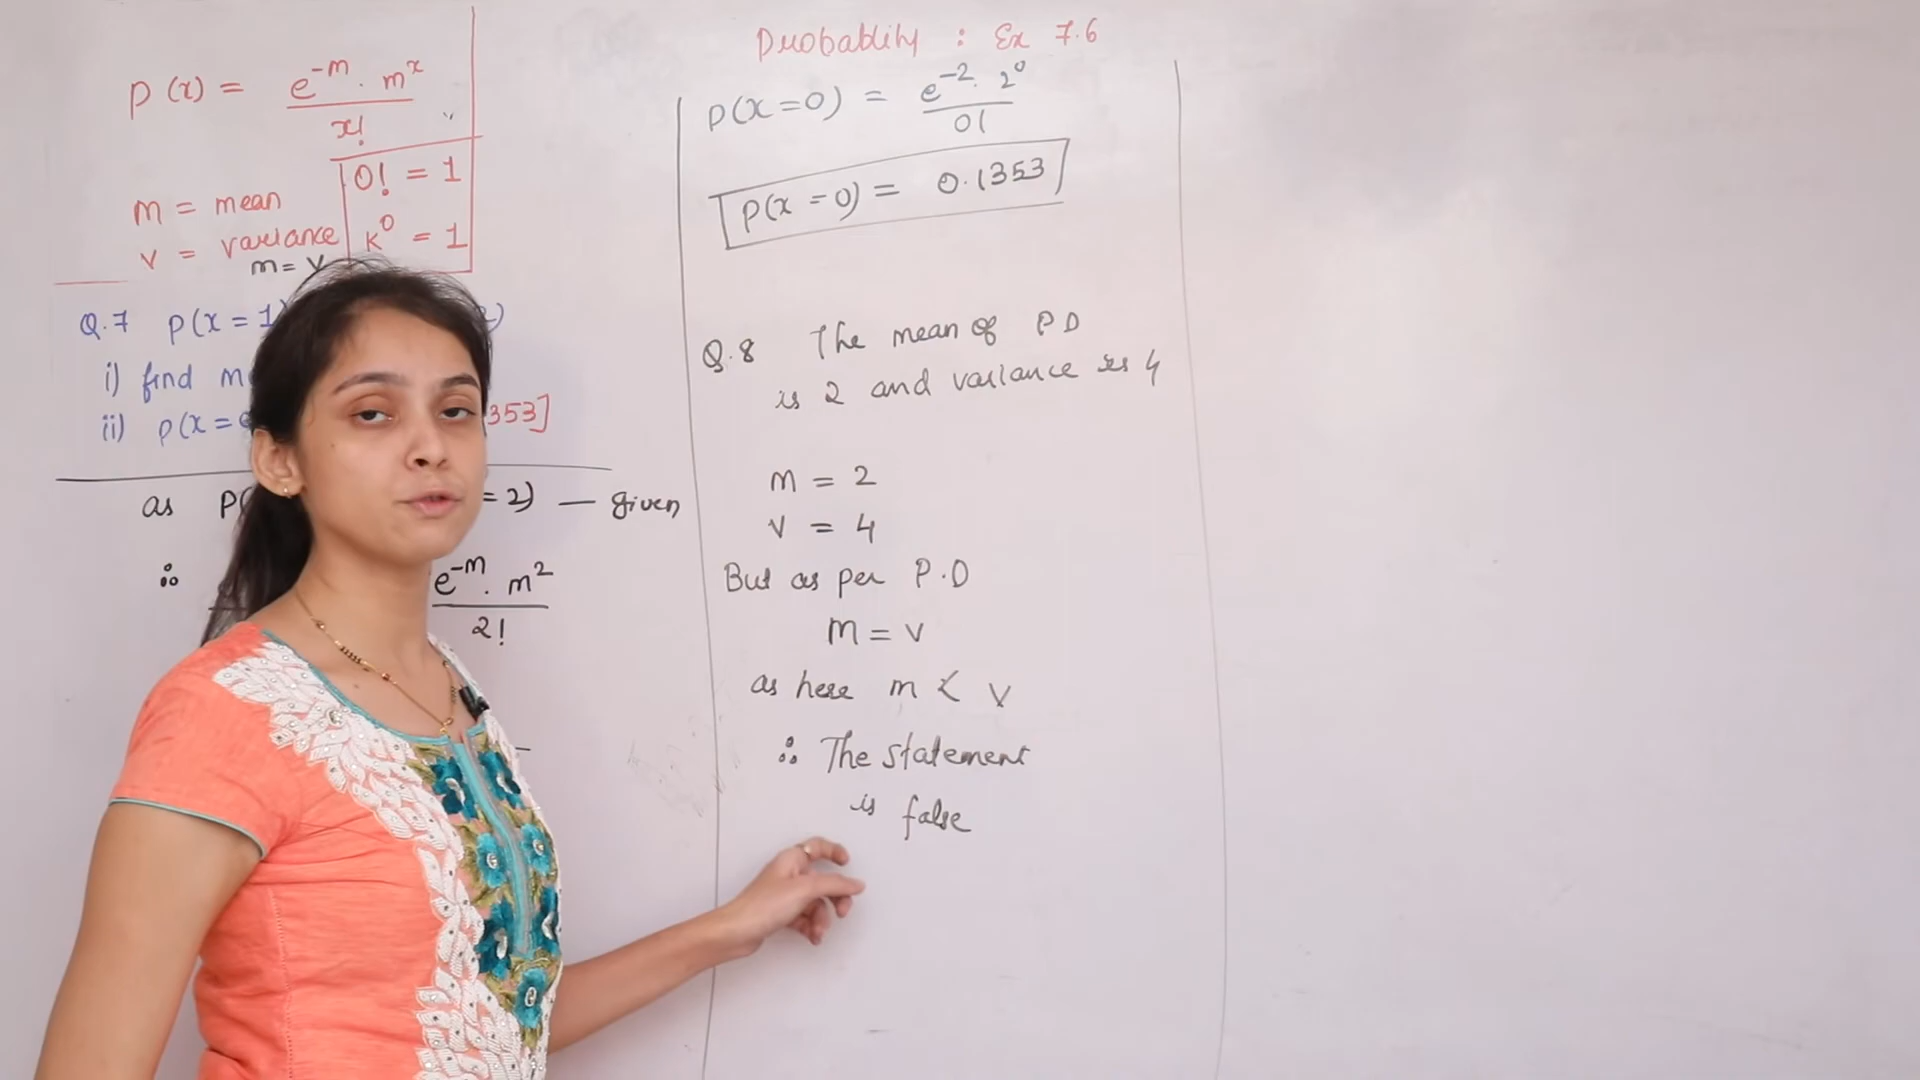 Probablity : Ex 7.6
P(x) = e^-m . m^x
x!
0! = 1
m = mean
v = variance
k^0 = 1
m = v
Q.7 P(x = 1) 2)
i) find m
ii) P(x = 353]
as P( = 2) — given
∴ e^-m . m^2
2!
P(x = 0) = e^-2 . 2^0
0!
P(x = 0) = 0.1353
Q.8 The mean of P D
is 2 and variance is 4
m = 2
v = 4
But as per P.D
m = v
as here m < v
∴ The statement
is false